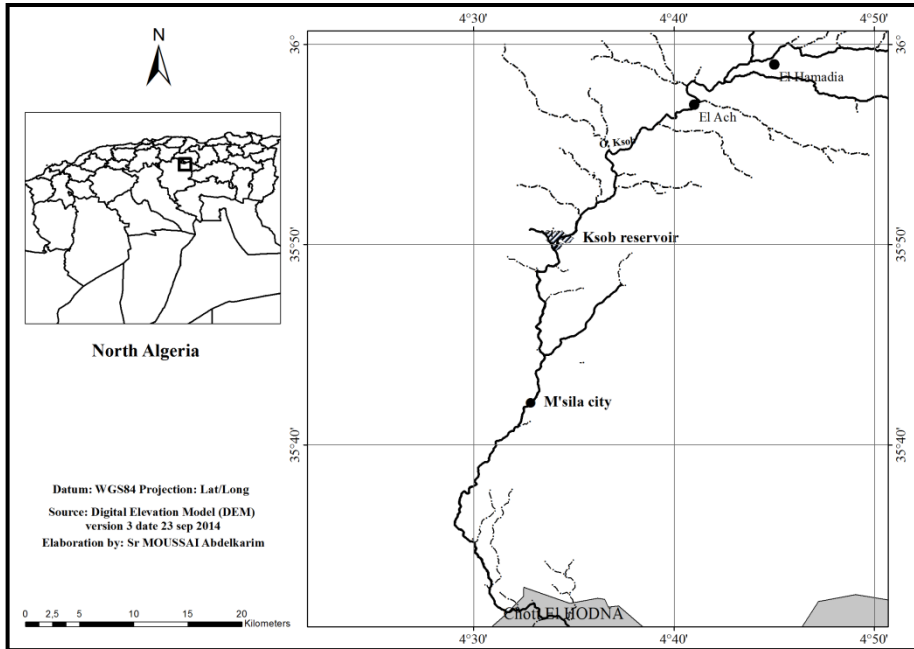 4°30'
4°40'
4°50'
N
36°
36°
El Hamadia
El Ach
O. Ksob
Ksob reservoir
35°50'
35°50'
North Algeria
M'sila city
35°40'
35°40'
Datum: WGS84 Projection: Lat/Long
Source: Digital Elevation Model (DEM)
version 3 date 23 sep 2014
Elaboration by: Sr MOUSSAI Abdelkarim
Chott El HODNA
0 2,5 5 10 15 20
Kilometers
4°30'
4°40'
4°50'